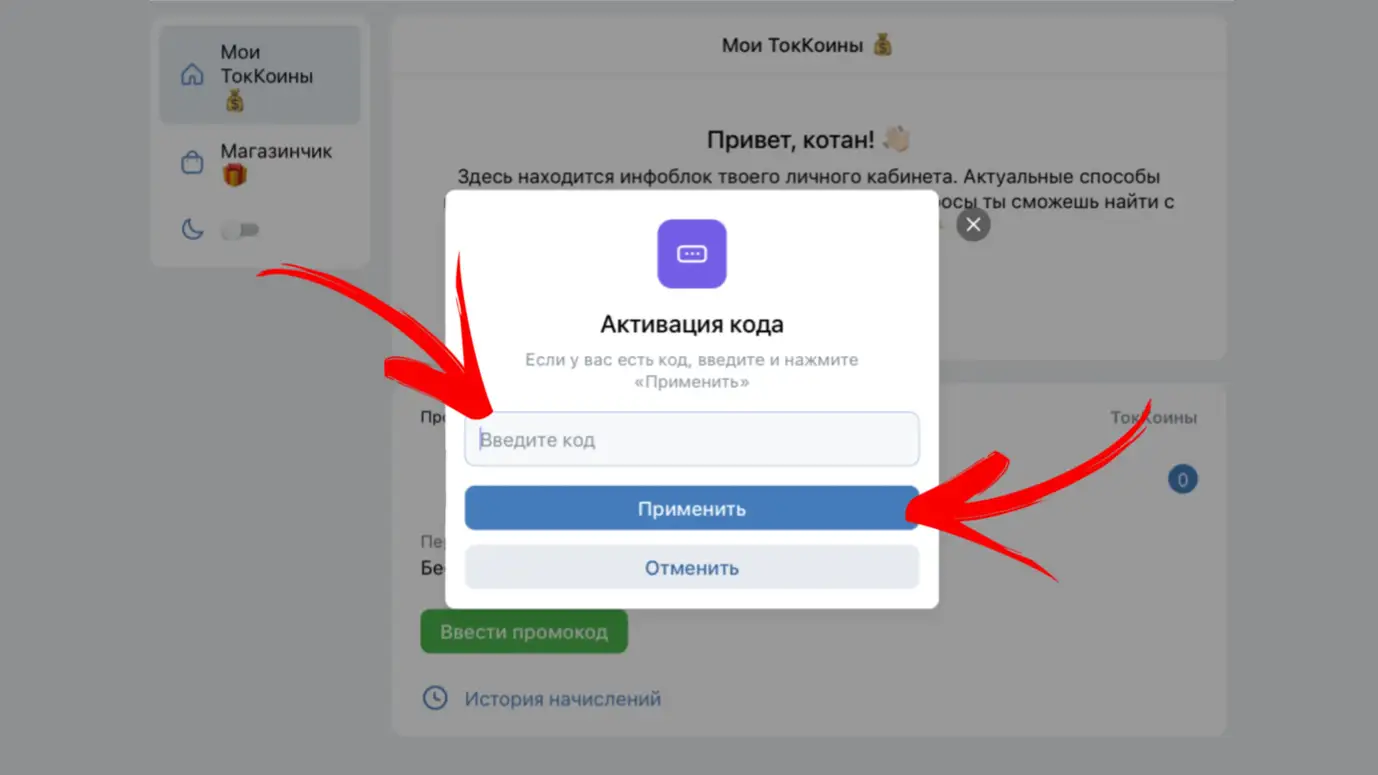 Мои
ТокКоины
Магазинчик
Мои ТокКоины
Привет, котан!
Здесь находится инфоблок твоего личного кабинета. Актуальные способы
ты сможешь найти с
Активация кода
Если у вас есть код, введите и нажмите
«Применить»
ТокКоины
Введите код
0
Применить
Отменить
Ввести промокод
История начислений